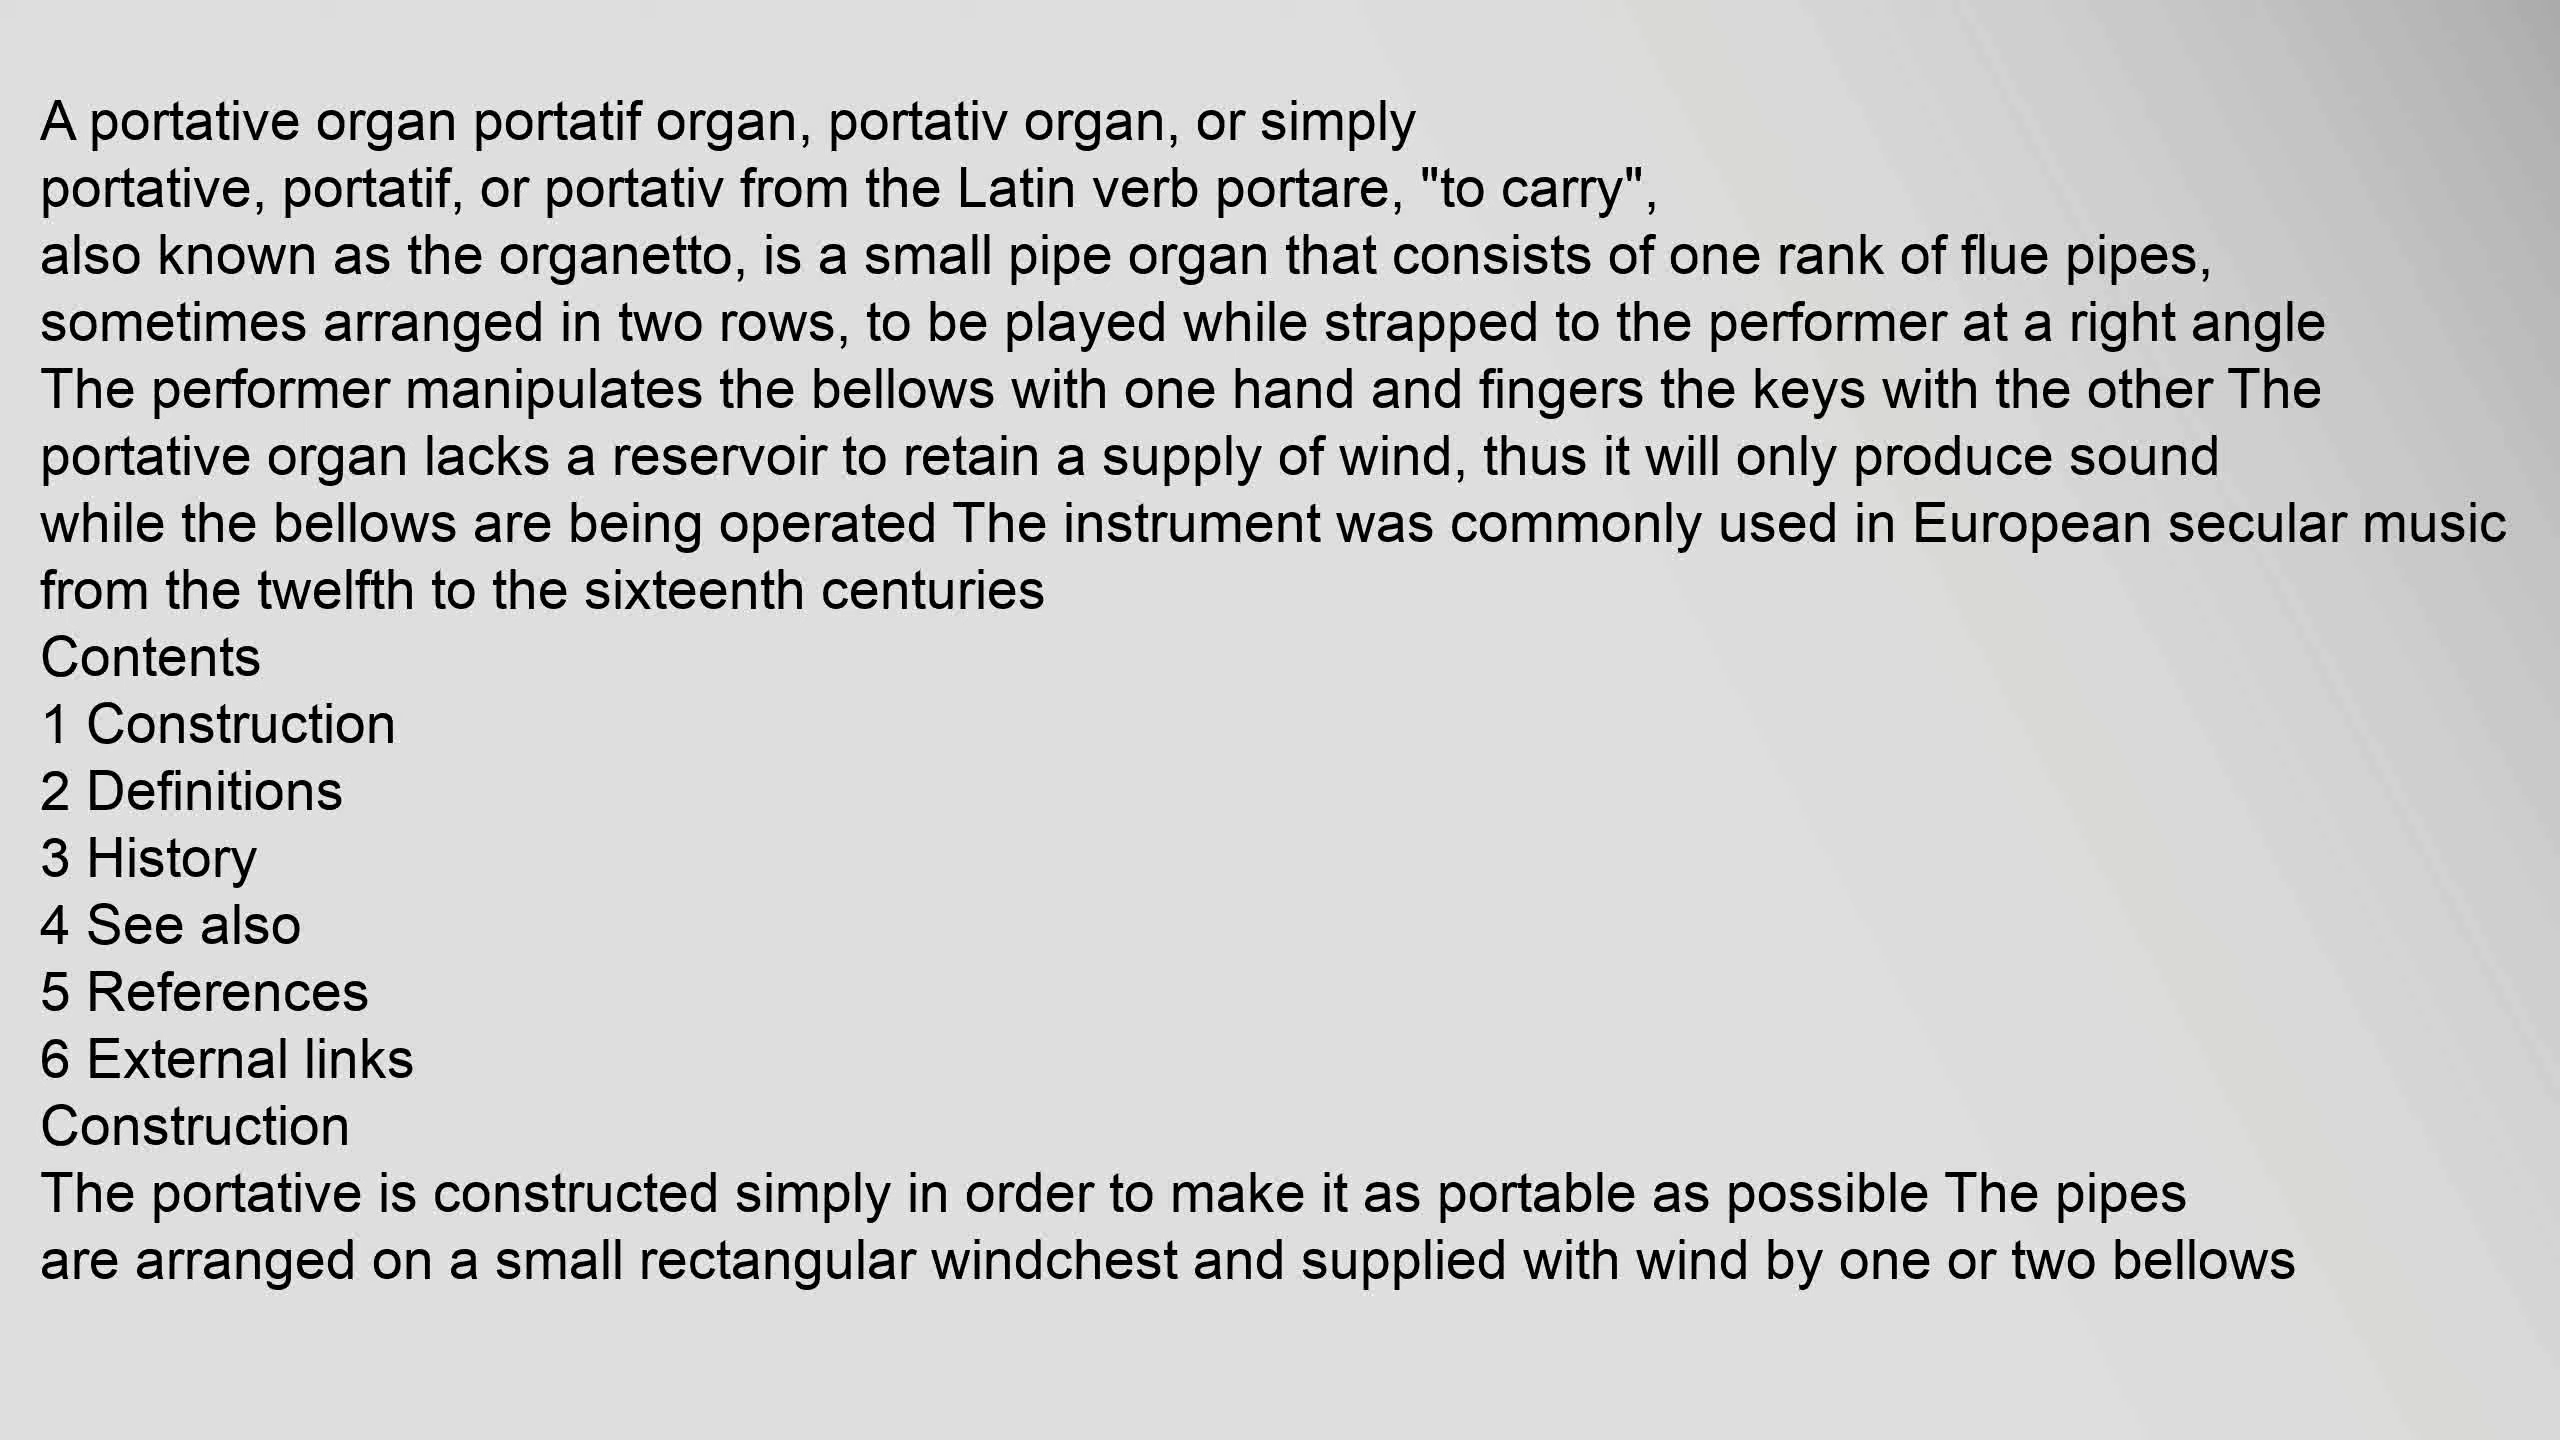 A portative organ portatif organ, portativ organ, or simply
portative, portatif, or portativ from the Latin verb portare, "to carry",
also known as the organetto, is a small pipe organ that consists of one rank of flue pipes,
sometimes arranged in two rows, to be played while strapped to the performer at a right angle
The performer manipulates the bellows with one hand and fingers the keys with the other The
portative organ lacks a reservoir to retain a supply of wind, thus it will only produce sound
while the bellows are being operated The instrument was commonly used in European secular music
from the twelfth to the sixteenth centuries
Contents
1 Construction
2 Definitions
3 History
4 See also
5 References
6 External links
Construction
The portative is constructed simply in order to make it as portable as possible The pipes
are arranged on a small rectangular windchest and supplied with wind by one or two bellows